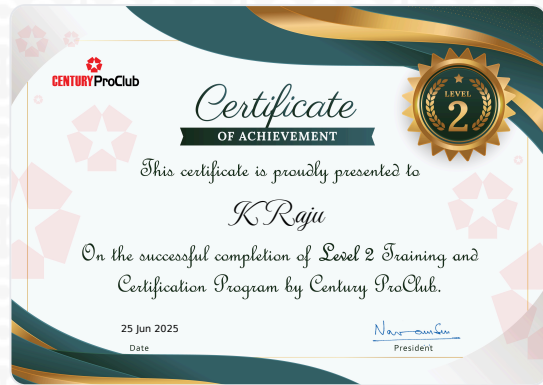 CENTURY ProClub
LEVEL
2
Certificate
OF ACHIEVEMENT
This certificate is proudly presented to
K Raju
On the successful completion of Level 2 Training and
Certification Program by Century ProClub.
25 Jun 2025
Date
President